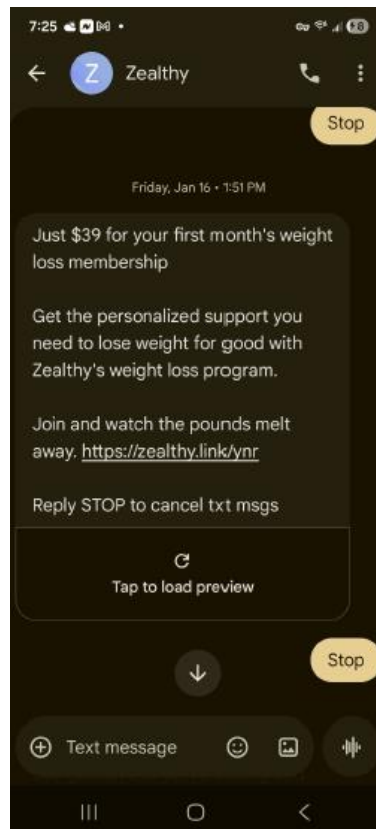 7:25
Z Zealthy
Stop
Friday, Jan 16 • 1:51 PM
Just $39 for your first month's weight
loss membership
Get the personalized support you
need to lose weight for good with
Zealthy's weight loss program.
Join and watch the pounds melt
away. https://zealthy.link/ynr
Reply STOP to cancel txt msgs
Tap to load preview
Stop
Text message